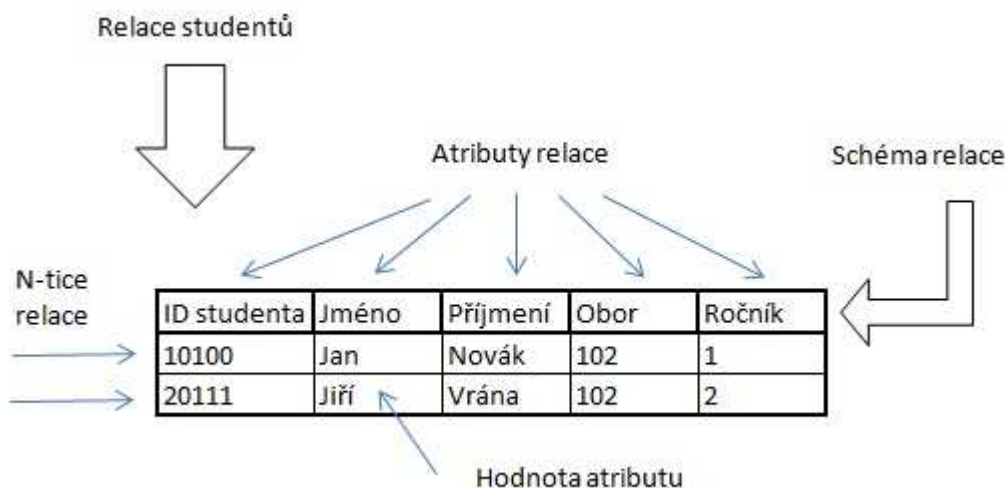 Relace studentů
Atributy relace
Schéma relace
N-tice
relace
ID studenta Jméno Příjmení Obor Ročník
10100 Jan Novák 102 1
20111 Jiří Vrána 102 2
Hodnota atributu